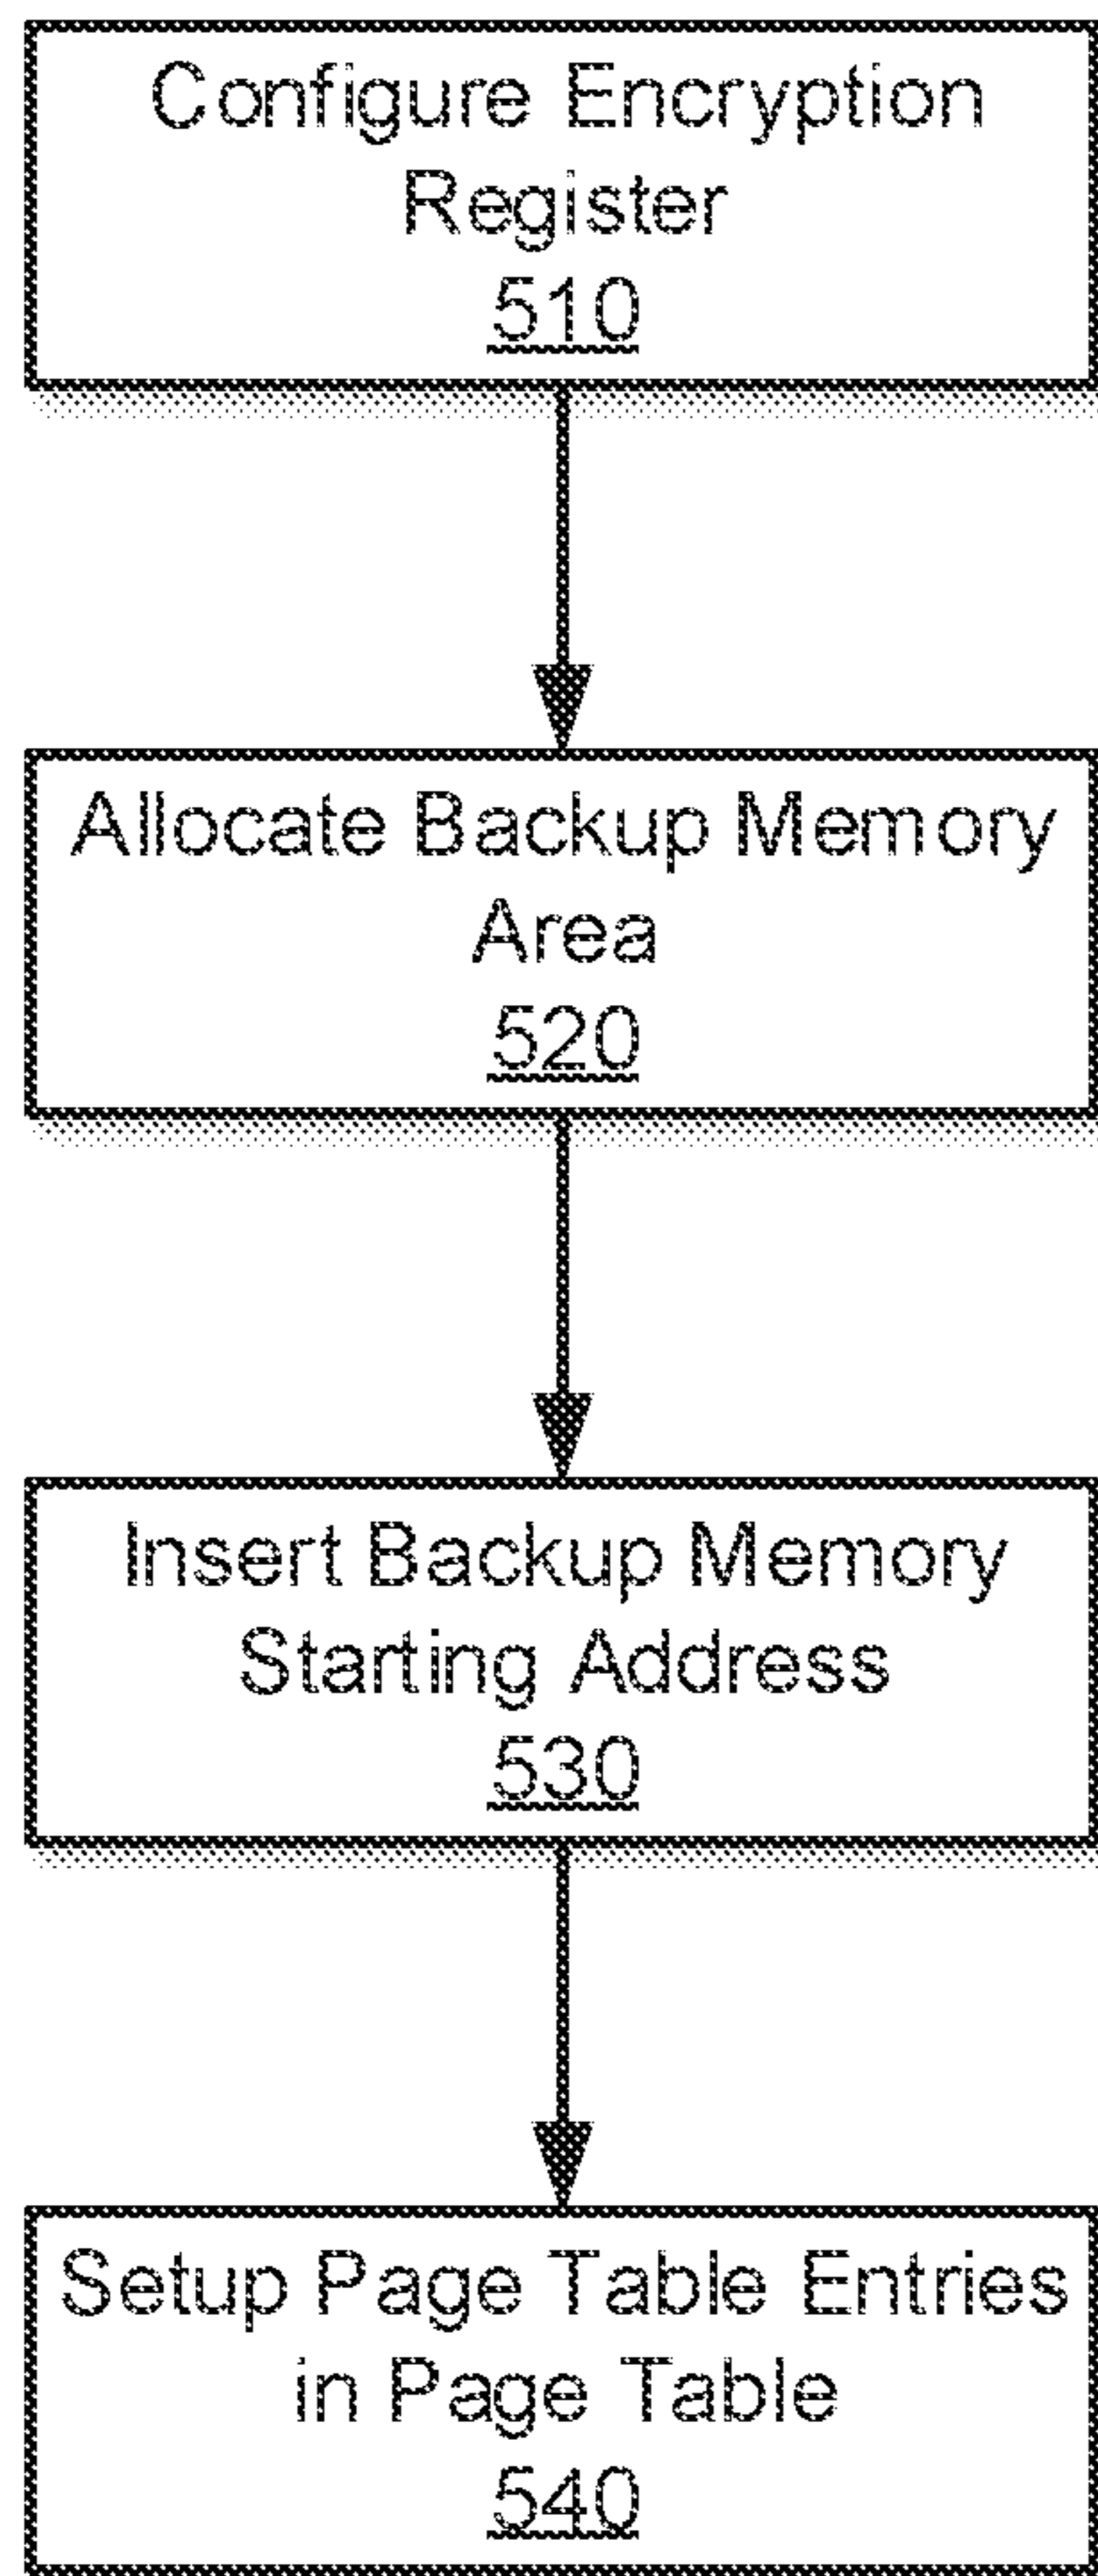 Configure Encryption
Register
510
Allocate Backup Memory
Area
520
Insert Backup Memory
Starting Address
530
Setup Page Table Entries
in Page Table
540